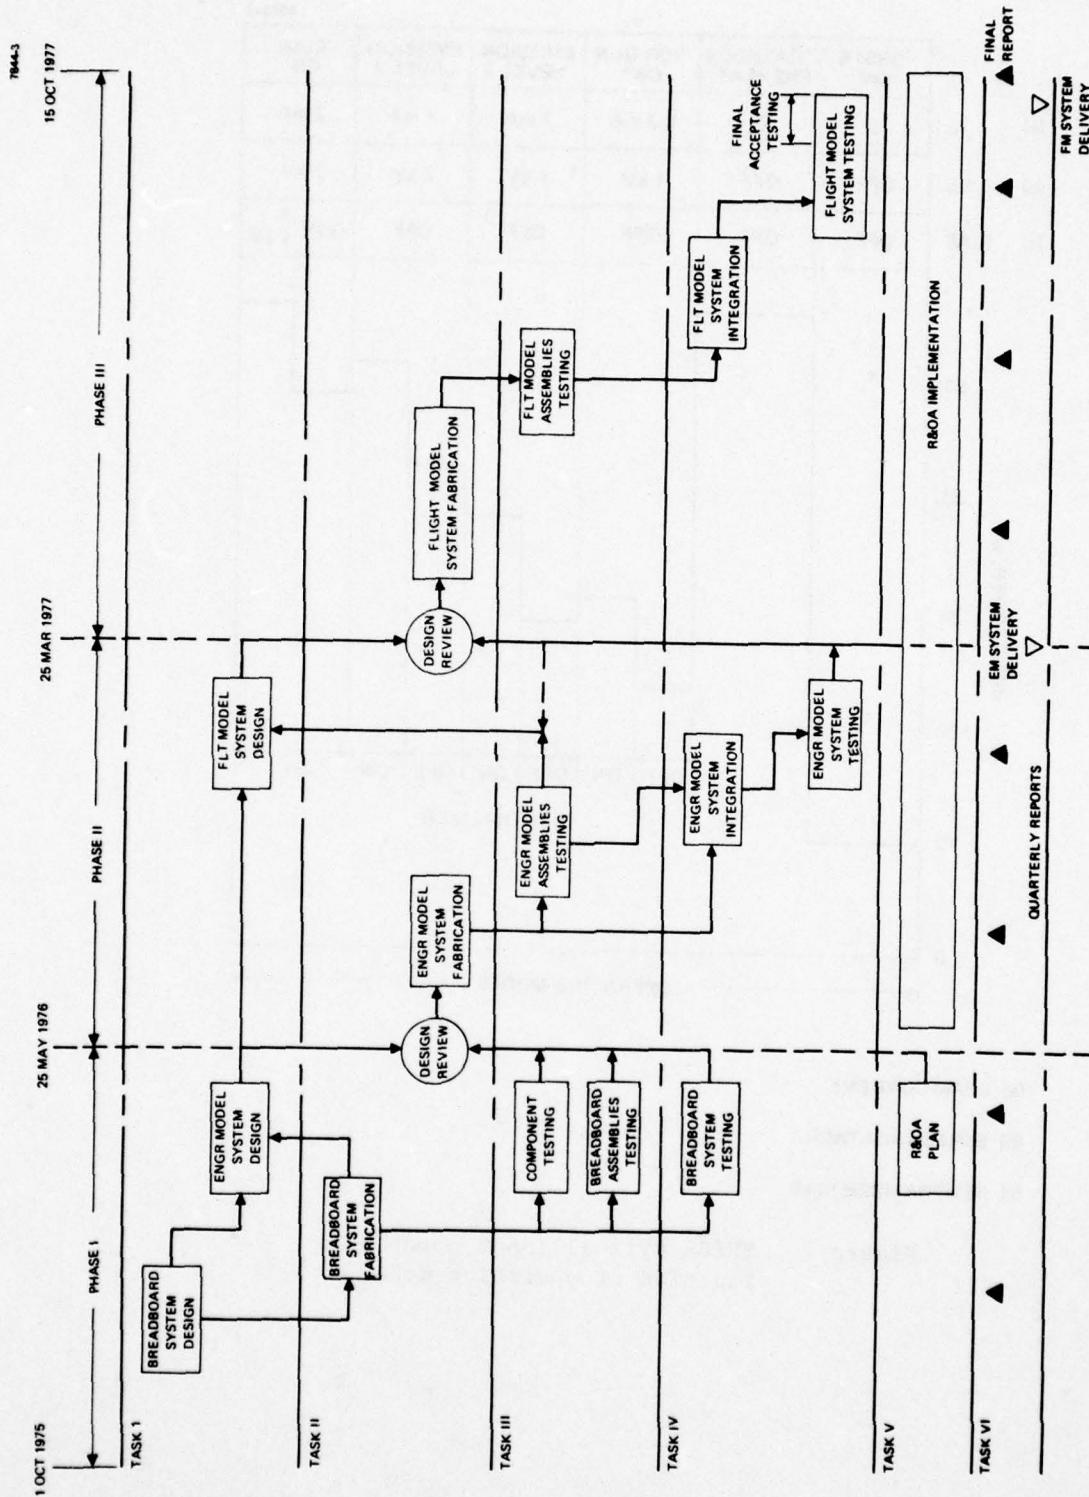 7844-3
1 OCT 1975
25 MAY 1976
25 MAR 1977
15 OCT 1977
PHASE I
PHASE II
PHASE III
TASK I
BREADBOARD
SYSTEM
DESIGN
ENGR MODEL
SYSTEM
DESIGN
FLT MODEL
SYSTEM
DESIGN
TASK II
BREADBOARD
SYSTEM
FABRICATION
DESIGN
REVIEW
ENGR MODEL
SYSTEM
FABRICATION
DESIGN
REVIEW
FLIGHT MODEL
SYSTEM FABRICATION
TASK III
COMPONENT
TESTING
BREADBOARD
ASSEMBLIES
TESTING
ENGR MODEL
ASSEMBLIES
TESTING
FLT MODEL
ASSEMBLIES
TESTING
TASK IV
BREADBOARD
SYSTEM
TESTING
ENGR MODEL
SYSTEM
INTEGRATION
ENGR MODEL
SYSTEM
TESTING
FLT MODEL
SYSTEM
INTEGRATION
FINAL
ACCEPTANCE
TESTING
FLIGHT MODEL
SYSTEM TESTING
TASK V
R&OA
PLAN
R&OA IMPLEMENTATION
TASK VI
QUARTERLY REPORTS
EM SYSTEM
DELIVERY
FINAL
REPORT
FM SYSTEM
DELIVERY